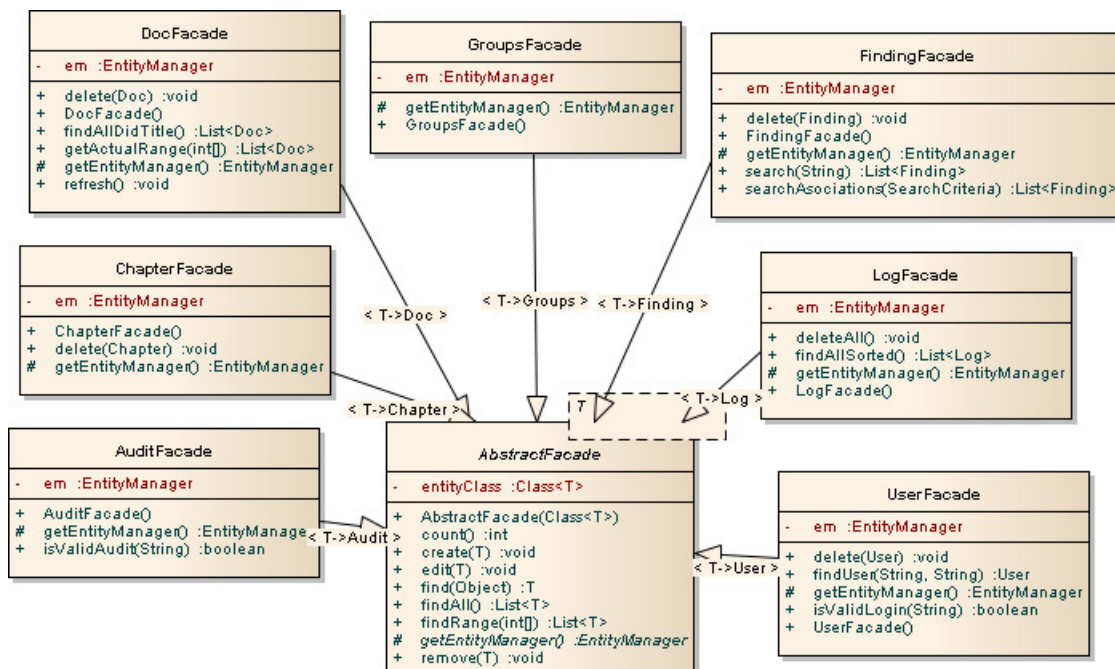 DocFacade
- em :EntityManager
+ delete(Doc) :void
+ DocFacade()
+ findAllDidTitle() :List<Doc>
+ getActualRange(int[]) :List<Doc>
# getEntityManager() :EntityManager
+ refresh() :void
GroupsFacade
- em :EntityManager
# getEntityManager() :EntityManager
+ GroupsFacade()
FindingFacade
- em :EntityManager
+ delete(Finding) :void
+ FindingFacade()
# getEntityManager() :EntityManager
+ search(String) :List<Finding>
+ searchAsociations(SearchCriteria) :List<Finding>
ChapterFacade
- em :EntityManager
+ ChapterFacade()
+ delete(Chapter) :void
# getEntityManager() :EntityManager
< T->Doc >
< T->Groups >
< T->Finding >
LogFacade
- em :EntityManager
+ deleteAll() :void
+ findAllSorted() :List<Log>
# getEntityManager() :EntityManager
+ LogFacade()
< T->Chapter >
T
< T->Log >
AuditFacade
- em :EntityManager
+ AuditFacade()
# getEntityManager() :EntityManage
+ isValidAudit(String) :boolean
< T->Audit >
AbstractFacade
- entityClass :Class<T>
+ AbstractFacade(Class<T>)
+ count() :int
+ create(T) :void
+ edit(T) :void
+ find(Object) :T
+ findAll() :List<T>
+ findRange(int[]) :List<T>
# getEntityManager() :EntityManager
+ remove(T) :void
< T->User >
UserFacade
- em :EntityManager
+ delete(User) :void
+ findUser(String, String) :User
# getEntityManager() :EntityManager
+ isValidLogin(String) :boolean
+ UserFacade()